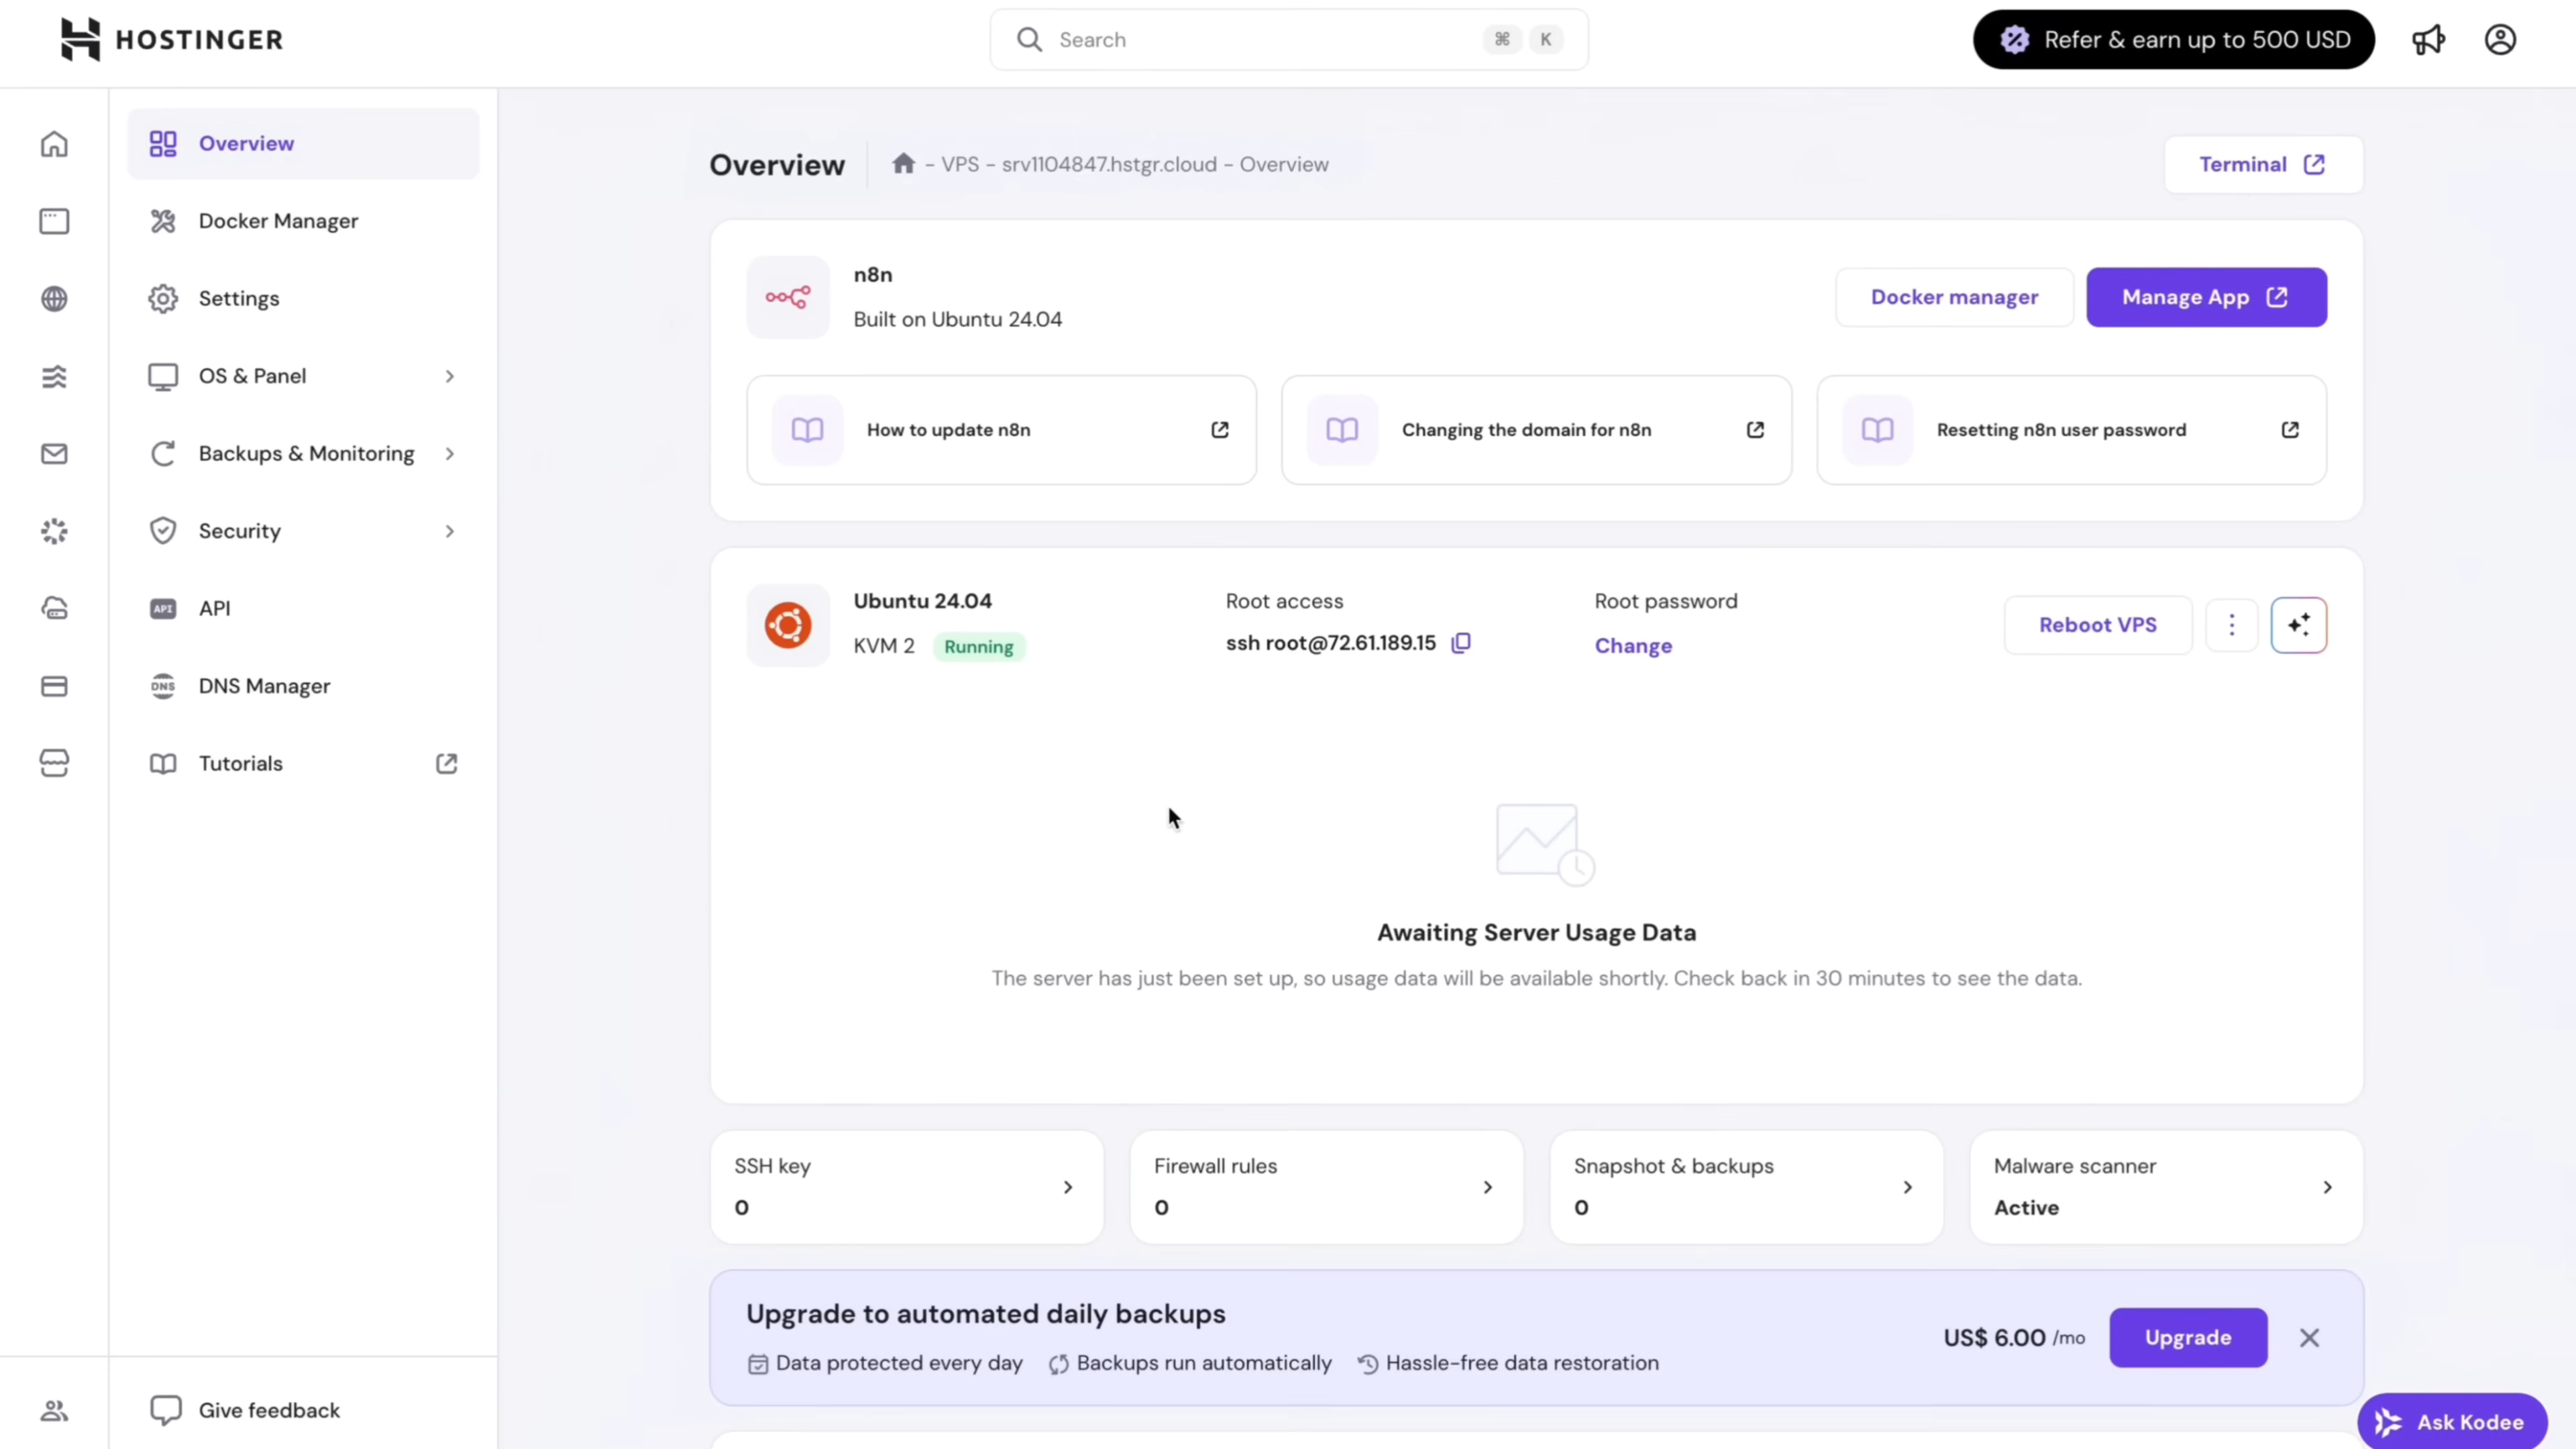 HOSTINGER
Search
⌘ K
Refer & earn up to 500 USD
Overview
Docker Manager
Settings
OS & Panel
Backups & Monitoring
Security
API
API
DNS
DNS Manager
Tutorials
Give feedback
Overview
- VPS - srv1104847.hstgr.cloud - Overview
Terminal
n8n
Built on Ubuntu 24.04
Docker manager
Manage App
How to update n8n
Changing the domain for n8n
Resetting n8n user password
Ubuntu 24.04
KVM 2
Running
Root access
ssh root@72.61.189.15
Root password
Change
Reboot VPS
Awaiting Server Usage Data
The server has just been set up, so usage data will be available shortly. Check back in 30 minutes to see the data.
SSH key
0
Firewall rules
0
Snapshot & backups
0
Malware scanner
Active
Upgrade to automated daily backups
Data protected every day
Backups run automatically
Hassle-free data restoration
US$ 6.00 /mo
Upgrade
Ask Kodee